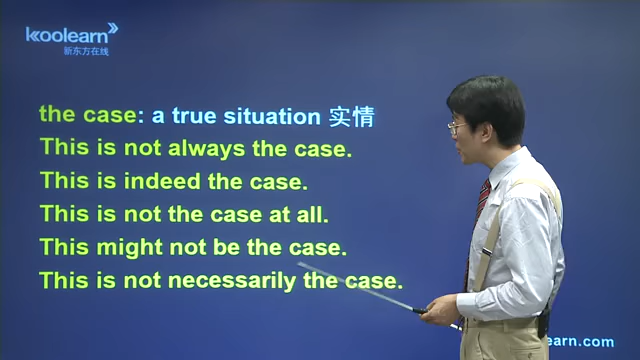 koolearn
新东方在线
the case: a true situation 实情
This is not always the case.
This is indeed the case.
This is not the case at all.
This might not be the case.
This is not necessarily the case.
earn.com